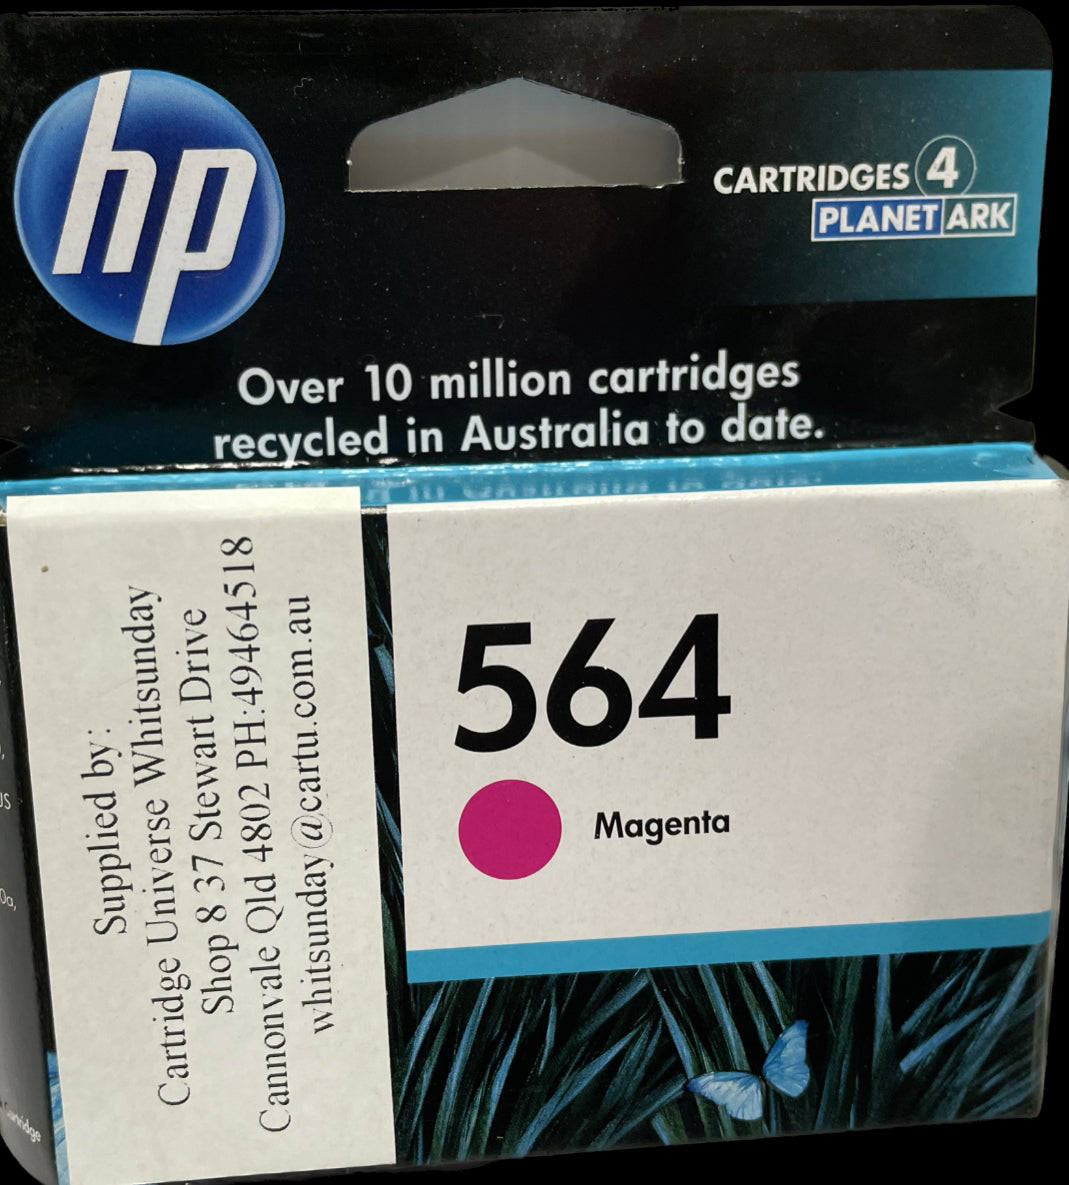 hp
CARTRIDGES 4
PLANET ARK
Over 10 million cartridges
recycled in Australia to date.
Supplied by:
Cartridge Universe Whitsunday
Shop 8 37 Stewart Drive
Cannonvale Qld 4802 PH:49464518
whitsunday@cartu.com.au
564
Magenta
Cartridge